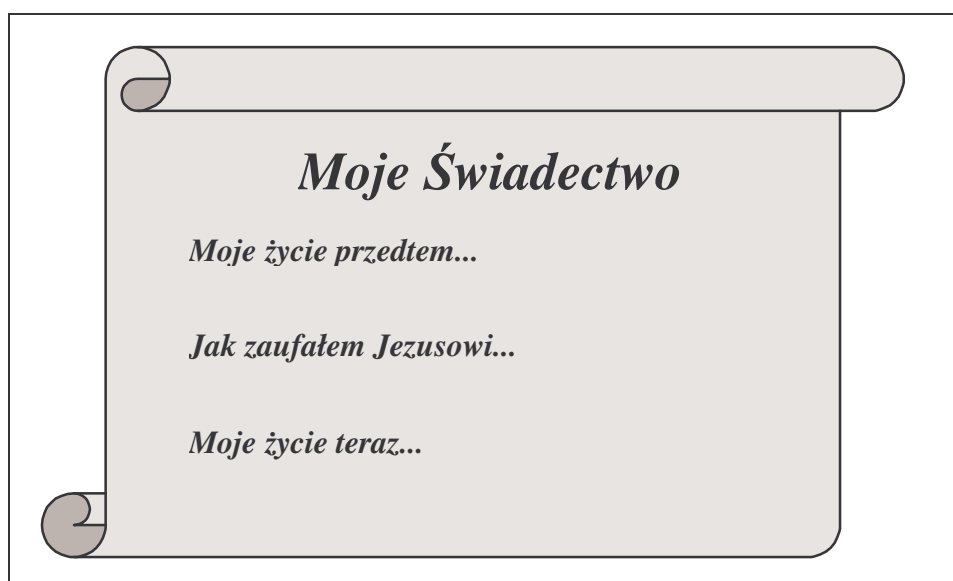 Moje Świadectwo
Moje życie przedtem...
Jak zaufałem Jezusowi...
Moje życie teraz...